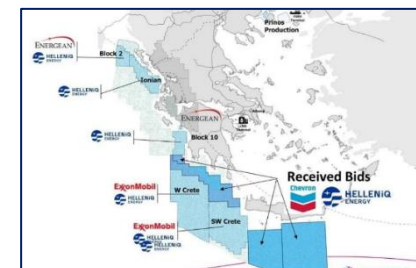 Prinos
Production
ENERGEAN
Block 2
HELLENiQ
ENERGY
Ionian
HELLENiQ
ENERGY
ENERGEAN
HELLENiQ
ENERGY
Block 10
Received Bids
Chevron
HELLENiQ
ENERGY
ExxonMobil
W Crete
HELLENiQ
ENERGY
SW Crete
ExxonMobil
HELLENiQ
HELLENiQ
ENERGY